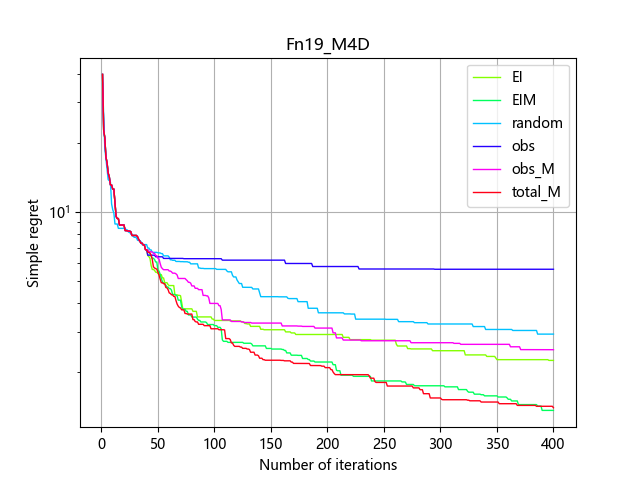 Fn19_M4D
EI
EIM
random
obs
obs_M
total_M
10¹
Simple regret
0 50 100 150 200 250 300 350 400
Number of iterations